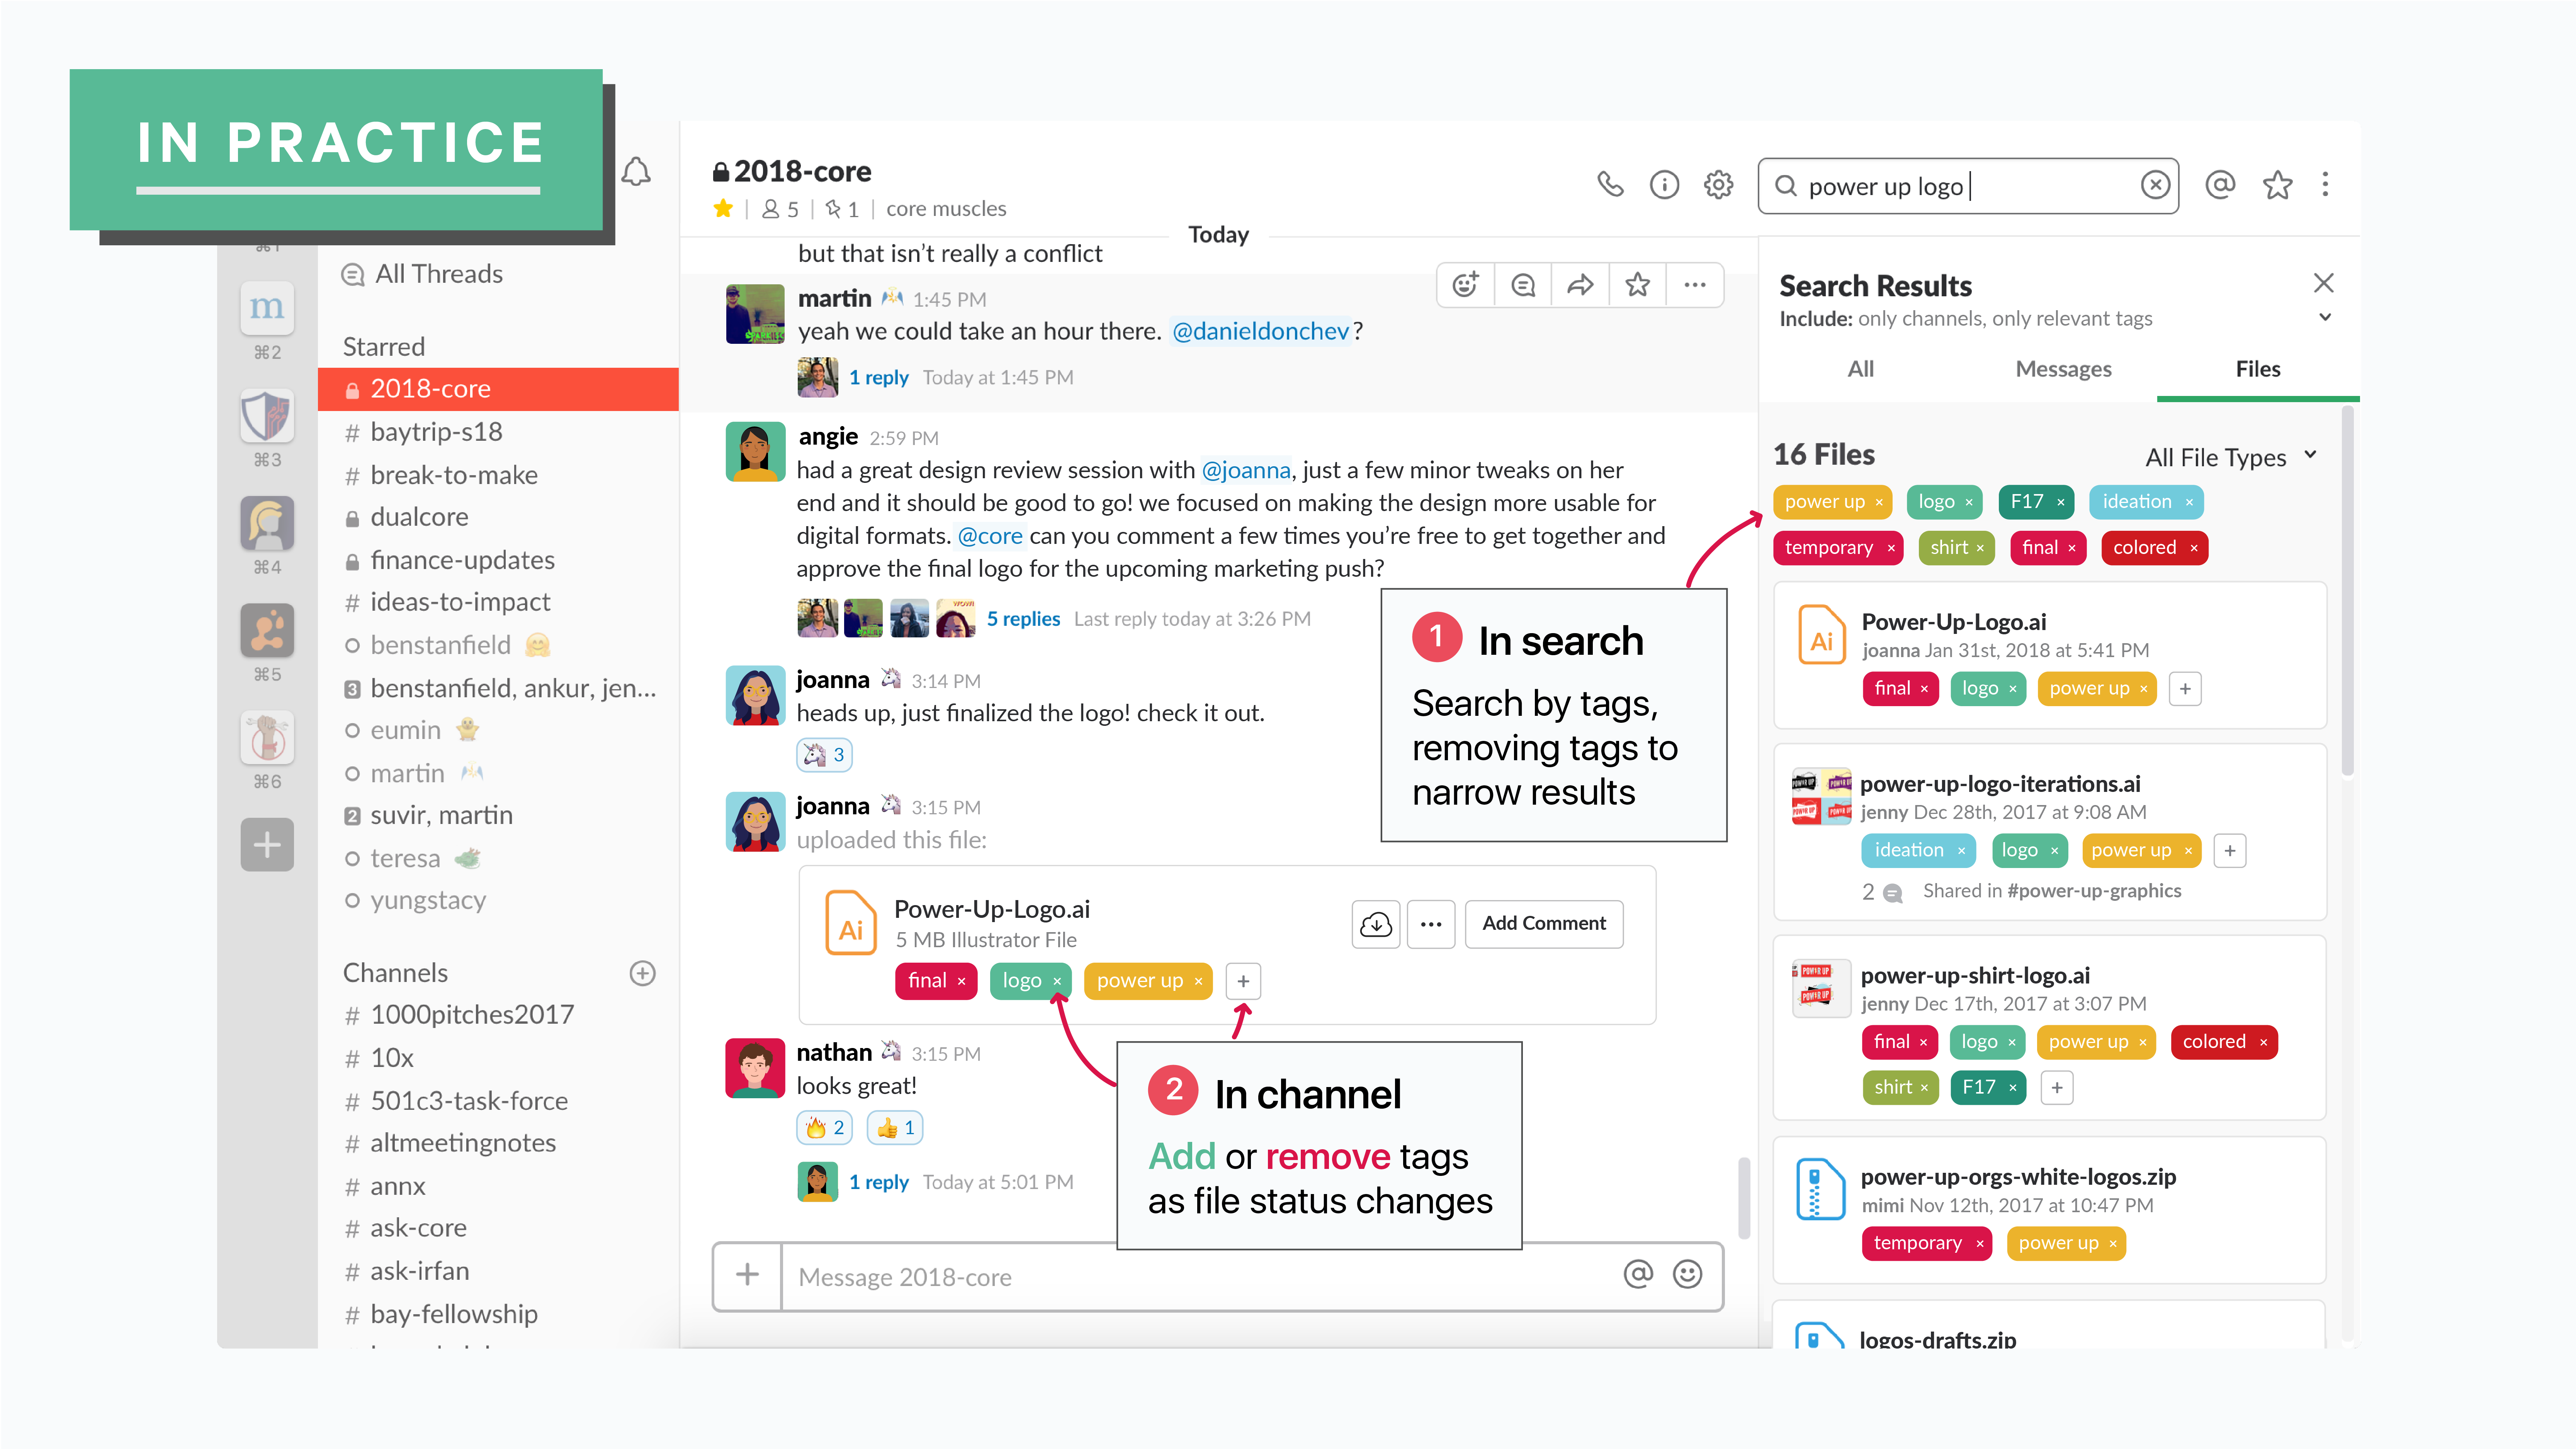 IN PRACTICE
⌘1
⌘2
⌘3
⌘4
⌘5
⌘6
m
All Threads
Starred
2018-core
# baytrip-s18
# break-to-make
dualcore
finance-updates
# ideas-to-impact
benstanfield
3 benstanfield, ankur, jen...
eumin
martin
2 suvir, martin
teresa
yungstacy
Channels
# 1000pitches2017
# 10x
# 501c3-task-force
# altmeetingnotes
# annx
# ask-core
# ask-irfan
# bay-fellowship
2018-core
5 | 1 | core muscles
Today
but that isn’t really a conflict
martin 1:45 PM
yeah we could take an hour there. @danieldonchev?
1 reply Today at 1:45 PM
angie 2:59 PM
had a great design review session with @joanna, just a few minor tweaks on her
end and it should be good to go! we focused on making the design more usable for
digital formats. @core can you comment a few times you’re free to get together and
approve the final logo for the upcoming marketing push?
5 replies Last reply today at 3:26 PM
joanna 3:14 PM
heads up, just finalized the logo! check it out.
3
joanna 3:15 PM
uploaded this file:
Ai
Power-Up-Logo.ai
5 MB Illustrator File
Add Comment
final × logo × power up × +
nathan 3:15 PM
looks great!
2 1
1 reply Today at 5:01 PM
Message 2018-core
1 In search
Search by tags,
removing tags to
narrow results
2 In channel
Add or remove tags
as file status changes
power up logo
Search Results
Include: only channels, only relevant tags
All Messages Files
16 Files All File Types
power up × logo × F17 × ideation ×
temporary × shirt × final × colored ×
Ai
Power-Up-Logo.ai
joanna Jan 31st, 2018 at 5:41 PM
final × logo × power up × +
power-up-logo-iterations.ai
jenny Dec 28th, 2017 at 9:08 AM
ideation × logo × power up × +
2 Shared in #power-up-graphics
power-up-shirt-logo.ai
jenny Dec 17th, 2017 at 3:07 PM
final × logo × power up × colored ×
shirt × F17 × +
power-up-orgs-white-logos.zip
mimi Nov 12th, 2017 at 10:47 PM
temporary × power up ×
logos-drafts.zip